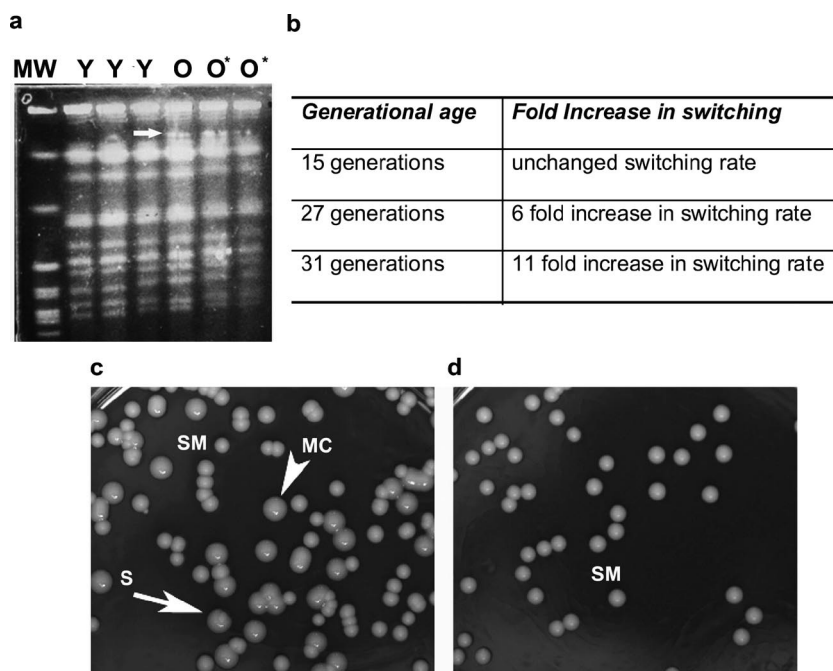 a
b
MW Y Y Y O O* O*
Generational age Fold Increase in switching
15 generations unchanged switching rate
27 generations 6 fold increase in switching rate
31 generations 11 fold increase in switching rate
c
d
SM MC
S
SM